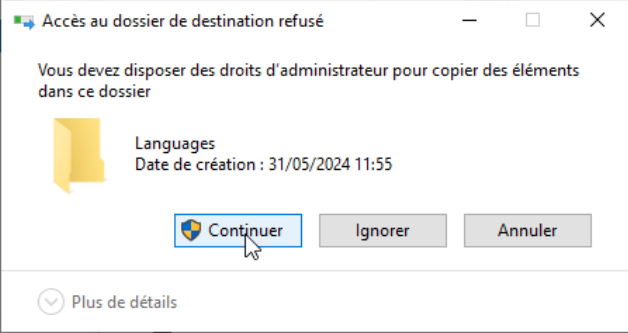 Accès au dossier de destination refusé
Vous devez disposer des droits d'administrateur pour copier des éléments
dans ce dossier
Languages
Date de création : 31/05/2024 11:55
Continuer
Ignorer
Annuler
Plus de détails